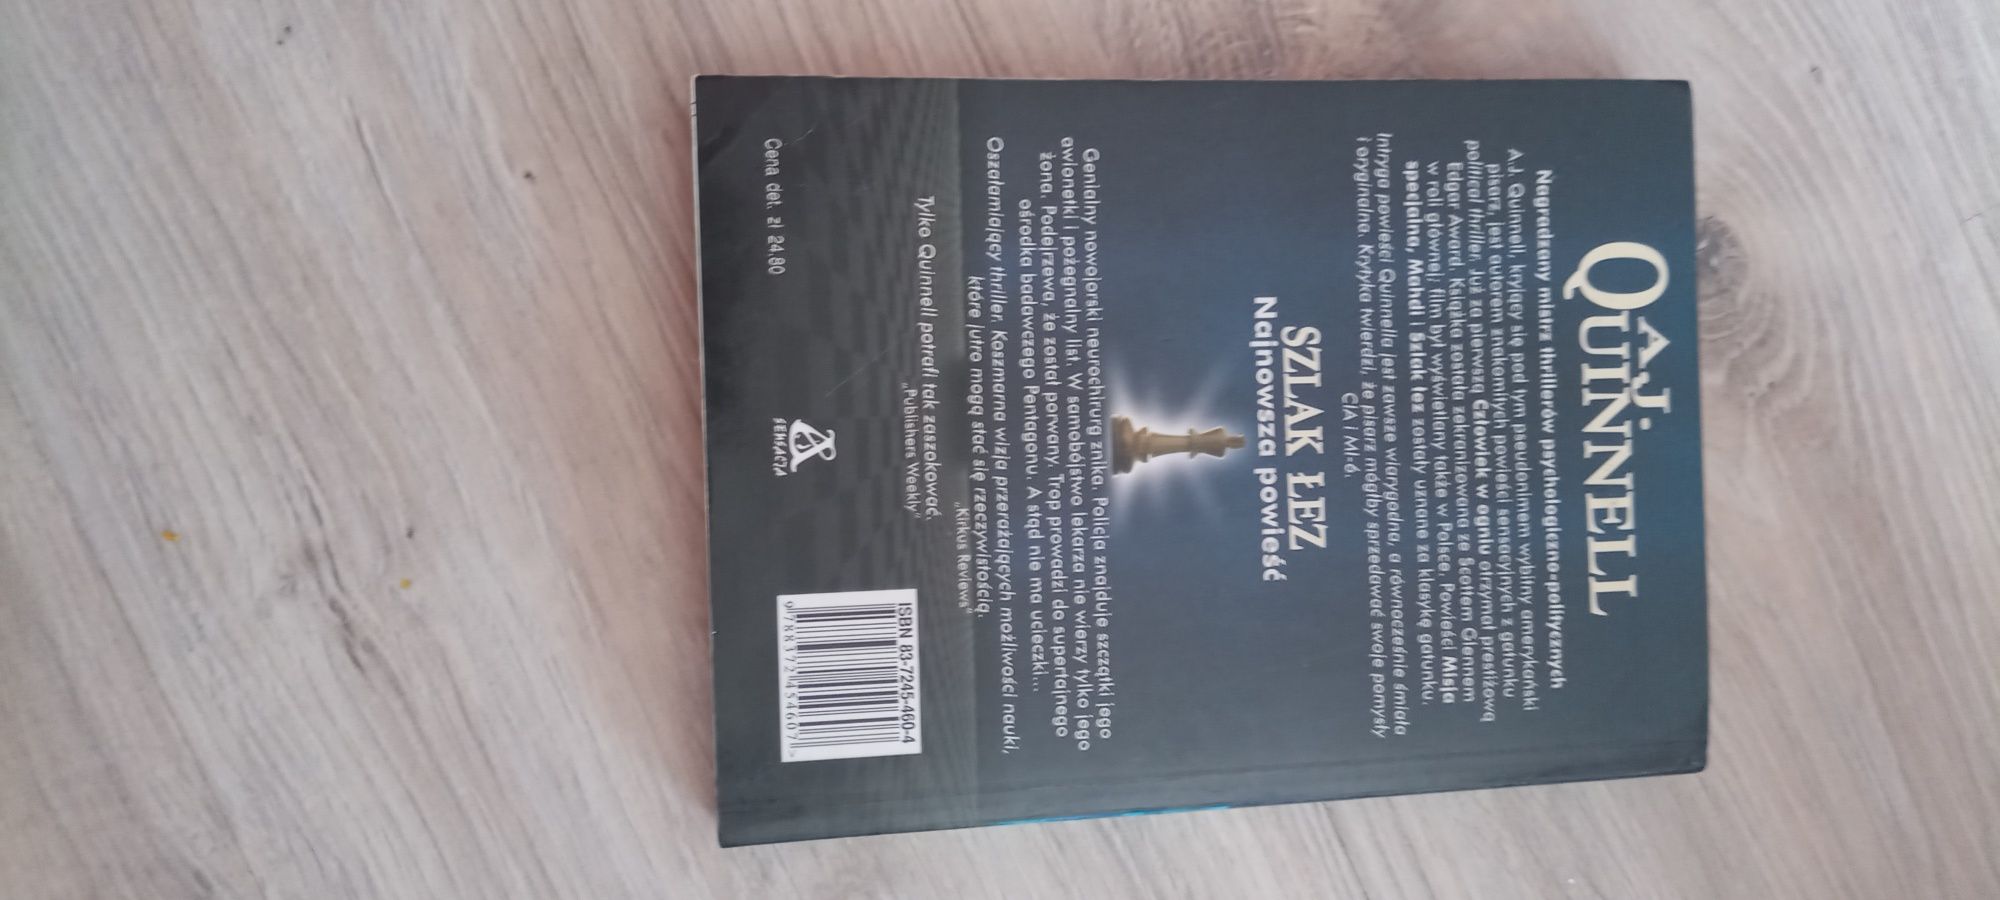 A.J.
QUINNELL
Nagradzany mistrz thrillerów psychologiczno-politycznych
A.J. Quinnell, kryjący się pod tym pseudonimem wybitny amerykański
pisarz, jest autorem znakomitych powieści sensacyjnych z gatunku
political thriller. Już za pierwszą Człowiek w ogniu otrzymał prestiżową
Edgar Award. Książka została zekranizowana ze Scottem Glennem
w roli głównej; film był wyświetlany także w Polsce. Powieści Misja
specjalna, Mahdi i Szlak łez zostały uznane za klasykę gatunku.
Intryga powieści Quinnella jest zawsze wiarygodna, a równocześnie śmiała
i oryginalna. Krytyka twierdzi, że pisarz mógłby sprzedawać swoje pomysły
CIA i MI-6.
SZLAK ŁEZ
Najnowsza powieść
Genialny nowojorski neurochirurg znika. Policja znajduje szczątki jego
awionetki i pożegnalny list. W samobójstwo lekarza nie wierzy tylko jego
żona. Podejrzewa, że został porwany. Trop prowadzi do supertajnego
ośrodka badawczego Pentagonu. A stąd nie ma ucieczki...
Oszałamiający thriller. Koszmarna wizja przerażających możliwości nauki,
które jutro mogą stać się rzeczywistością.
„Kirkus Reviews"
Tylko Quinnell potrafi tak zaszokować.
„Publishers Weekly"
Cena det. zł 24,80
SENSACJA
ISBN 83-7245-460-4
9 788372 454607 >